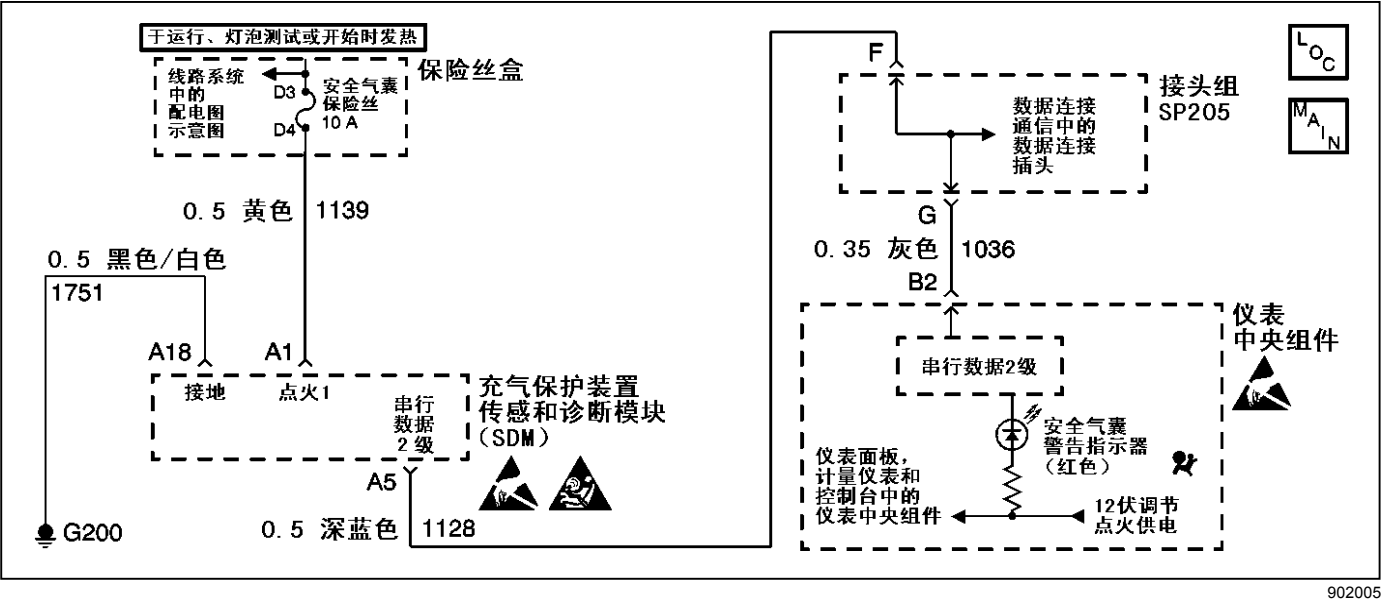 于运行、灯泡测试或开始时发热
线路系统
中的
配电图
示意图
D3
D4
安全气囊
保险丝
10 A
保险丝盒
0.5 黄色
1139
0.5 黑色/白色
1751
A18
A1
接地
点火1
串行
数据
2 级
充气保护装置
传感和诊断模块
(SDM)
A5
0.5 深蓝色
1128
G200
F
数据连接
通信中的
数据连接
插头
接头组
SP205
G
0.35 灰色
1036
B2
仪表
中央组件
串行数据2级
安全气囊
警告指示器
(红色)
仪表面板,
计量仪表和
控制台中的
仪表中央组件
12伏调节
点火供电
LOC
MAIN
902005